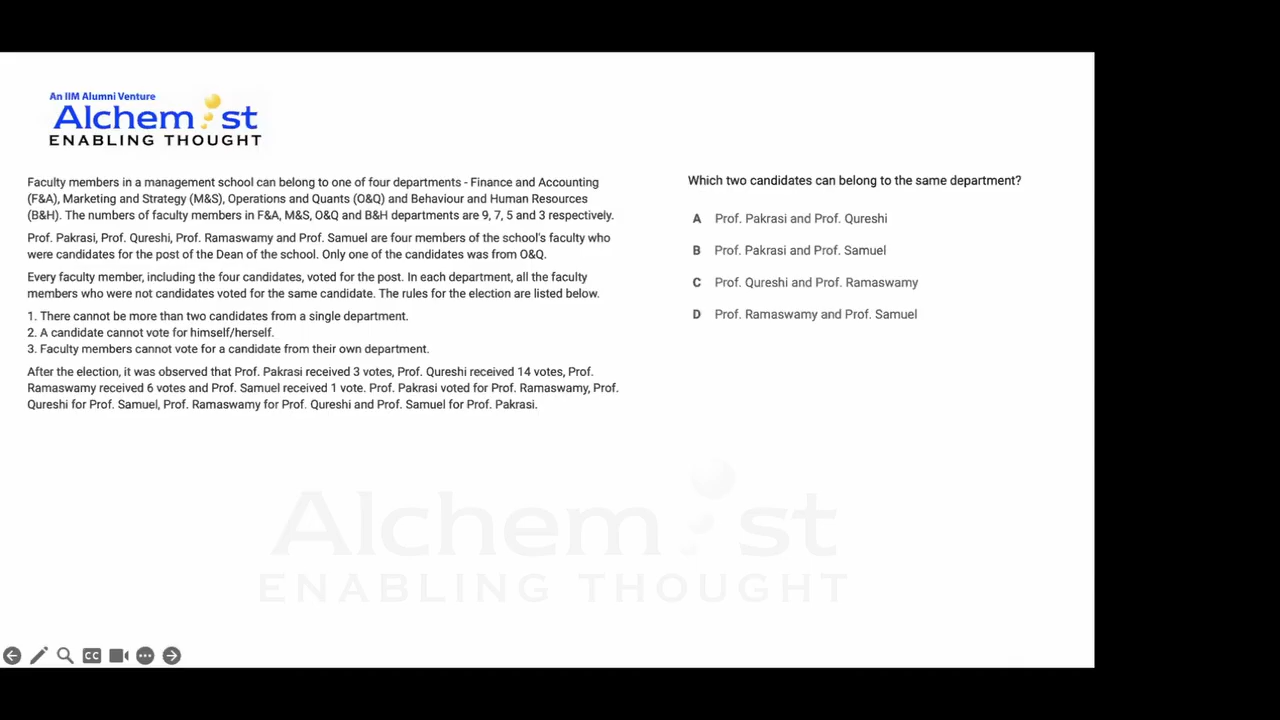 An IIM Alumni Venture
Alchemist
ENABLING THOUGHT
Faculty members in a management school can belong to one of four departments - Finance and Accounting
(F&A), Marketing and Strategy (M&S), Operations and Quants (O&Q) and Behaviour and Human Resources
(B&H). The numbers of faculty members in F&A, M&S, O&Q and B&H departments are 9, 7, 5 and 3 respectively.
Prof. Pakrasi, Prof. Qureshi, Prof. Ramaswamy and Prof. Samuel are four members of the school's faculty who
were candidates for the post of the Dean of the school. Only one of the candidates was from O&Q.
Every faculty member, including the four candidates, voted for the post. In each department, all the faculty
members who were not candidates voted for the same candidate. The rules for the election are listed below.
1. There cannot be more than two candidates from a single department.
2. A candidate cannot vote for himself/herself.
3. Faculty members cannot vote for a candidate from their own department.
After the election, it was observed that Prof. Pakrasi received 3 votes, Prof. Qureshi received 14 votes, Prof.
Ramaswamy received 6 votes and Prof. Samuel received 1 vote. Prof. Pakrasi voted for Prof. Ramaswamy, Prof.
Qureshi for Prof. Samuel, Prof. Ramaswamy for Prof. Qureshi and Prof. Samuel for Prof. Pakrasi.
Which two candidates can belong to the same department?
A Prof. Pakrasi and Prof. Qureshi
B Prof. Pakrasi and Prof. Samuel
C Prof. Qureshi and Prof. Ramaswamy
D Prof. Ramaswamy and Prof. Samuel
Alchemist
ENABLING THOUGHT
CC